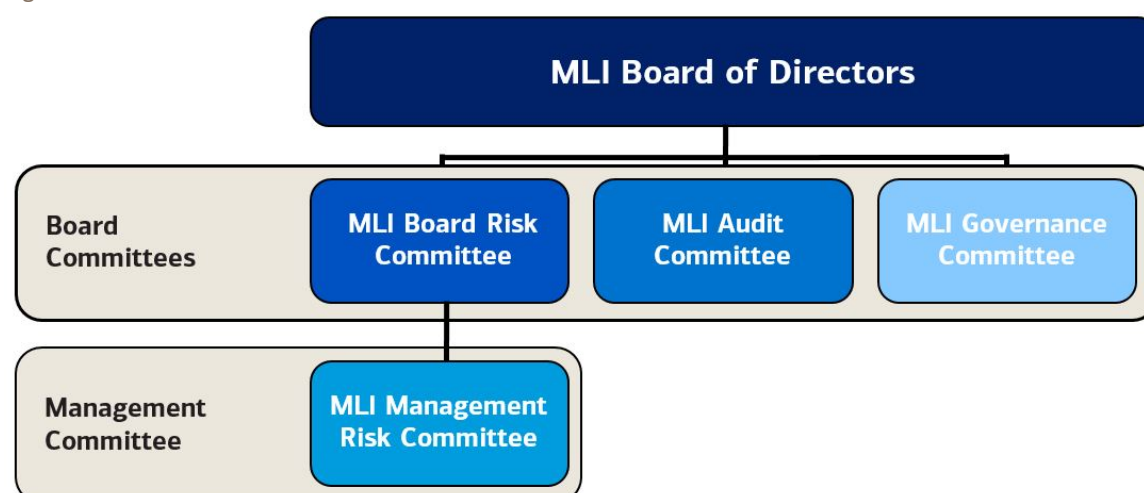 MLI Board of Directors
Board
Committees
MLI Board Risk
Committee
MLI Audit
Committee
MLI Governance
Committee
Management
Committee
MLI Management
Risk Committee